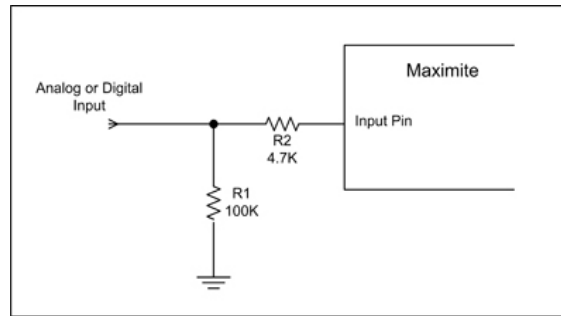 Maximite
Analog or Digital
Input
Input Pin
R2
4.7K
R1
100K